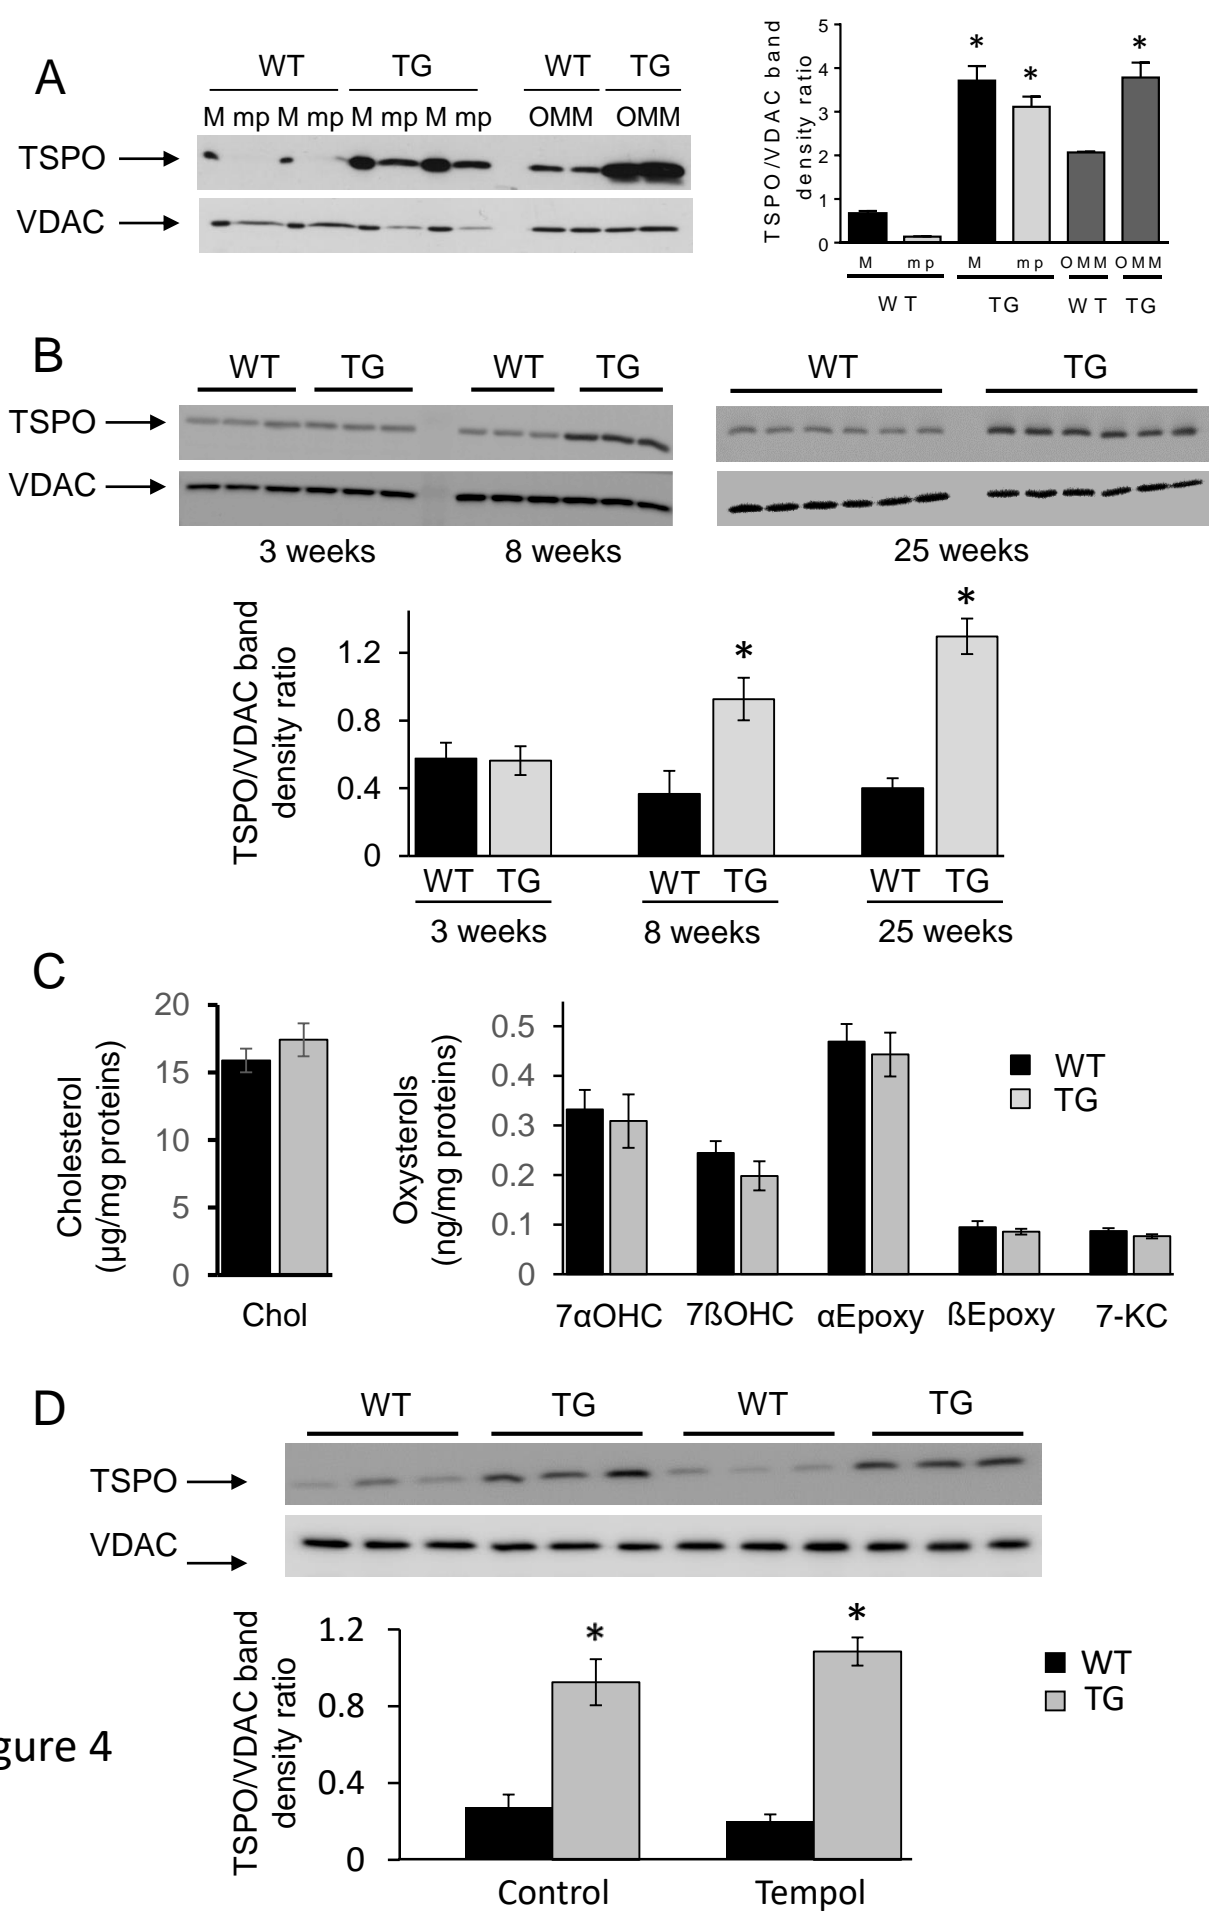 A
WT TG WT TG
M mp M mp M mp M mp OMM OMM
TSPO
VDAC
TSPO/VDAC band
density ratio
5
4
3
2
1
0
* * *
M mp M mp OMM OMM
WT TG WT TG
B
WT TG WT TG WT TG
TSPO
VDAC
3 weeks 8 weeks 25 weeks
TSPO/VDAC band
density ratio
1.2
0.8
0.4
0
* *
WT TG WT TG WT TG
3 weeks 8 weeks 25 weeks
C
Cholesterol
(µg/mg proteins)
20
15
10
5
0
Chol
Oxysterols
(ng/mg proteins)
0.5
0.4
0.3
0.2
0.1
0
7αOHC 7ßOHC αEpoxy ßEpoxy 7-KC
WT
TG
D
WT TG WT TG
TSPO
VDAC
TSPO/VDAC band
density ratio
1.2
0.8
0.4
0
* *
Control Tempol
WT
TG
gure 4